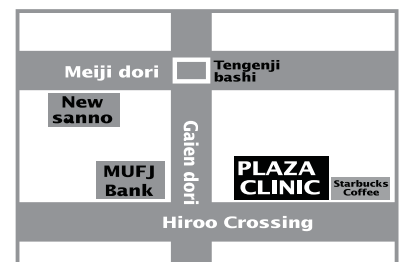 Meiji dori
Tengenji
bashi
New
sanno
Gaien dori
MUFJ
Bank
PLAZA
CLINIC
Starbucks
Coffee
Hiroo Crossing